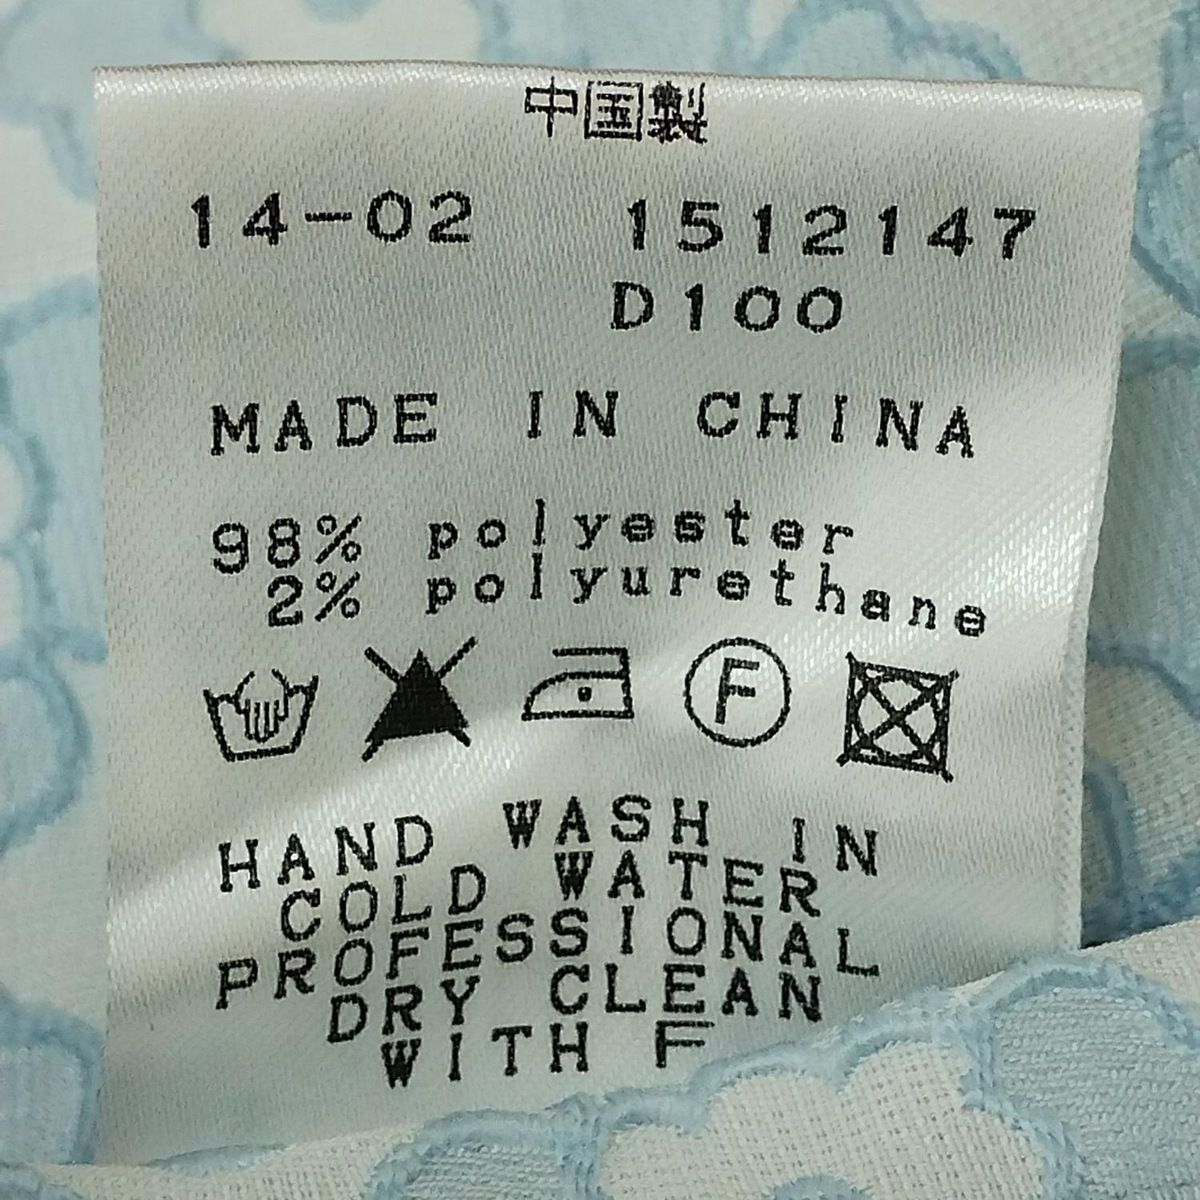 中国製
14-02 1512147
D100
MADE IN CHINA
98% polyester
2% polyurethane
F
HAND WASH IN
COLD WATER
PROFESSIONAL
DRY CLEAN
WITH F